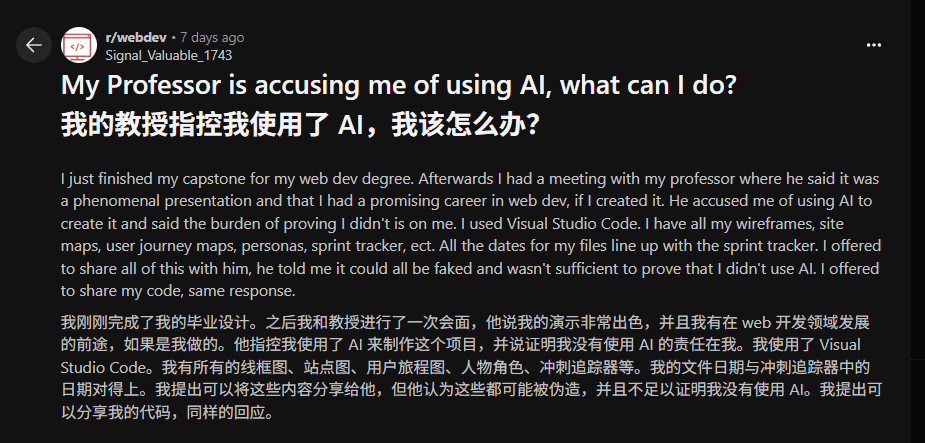 r/webdev • 7 days ago
Signal_Valuable_1743
My Professor is accusing me of using AI, what can I do?
我的教授指控我使用了 AI，我该怎么办？
I just finished my capstone for my web dev degree. Afterwards I had a meeting with my professor where he said it was
a phenomenal presentation and that I had a promising career in web dev, if I created it. He accused me of using AI to
create it and said the burden of proving I didn't is on me. I used Visual Studio Code. I have all my wireframes, site
maps, user journey maps, personas, sprint tracker, ect. All the dates for my files line up with the sprint tracker. I offered
to share all of this with him, he told me it could all be faked and wasn't sufficient to prove that I didn't use AI. I offered
to share my code, same response.
我刚刚完成了我的毕业设计。之后我和教授进行了一次会面，他说我的演示非常出色，并且我有在 web 开发领域发展
的前途，如果是我做的。他指控我使用了 AI 来制作这个项目，并说证明我没有使用 AI 的责任在我。我使用了 Visual
Studio Code。我有所有的线框图、站点图、用户旅程图、人物角色、冲刺追踪器等。我的文件日期与冲刺追踪器中的
日期对得上。我提出可以将这些内容分享给他，但他认为这些都可能被伪造，并且不足以证明我没有使用 AI。我提出可
以分享我的代码，同样的回应。